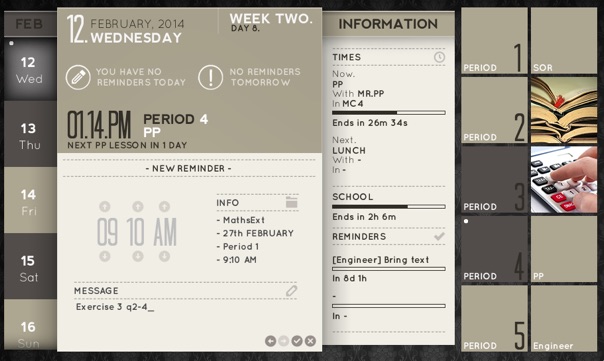 FEB
12
Wed
13
Thu
14
Fri
15
Sat
16
Sun
12. FEBRUARY, 2014
WEDNESDAY
WEEK TWO.
DAY 8.
YOU HAVE NO
REMINDERS TODAY
NO REMINDERS
TOMORROW
01.14.PM
PERIOD 4
PP
NEXT PP LESSON IN 1 DAY
- NEW REMINDER -
09 10 AM
INFO
- MathsExt
- 27th FEBRUARY
- Period 1
- 9:10 AM
MESSAGE
Exercise 3 q2-4_
INFORMATION
TIMES
Now.
PP
With MR.PP
In MC4
Ends in 26m 34s
Next.
LUNCH
With -
In -
SCHOOL
Ends in 2h 6m
REMINDERS
[Engineer] Bring text
In 8d 1h
-
In -
PERIOD 1
SOR
PERIOD 2
PERIOD 3
PERIOD 4
PP
PERIOD 5
Engineer